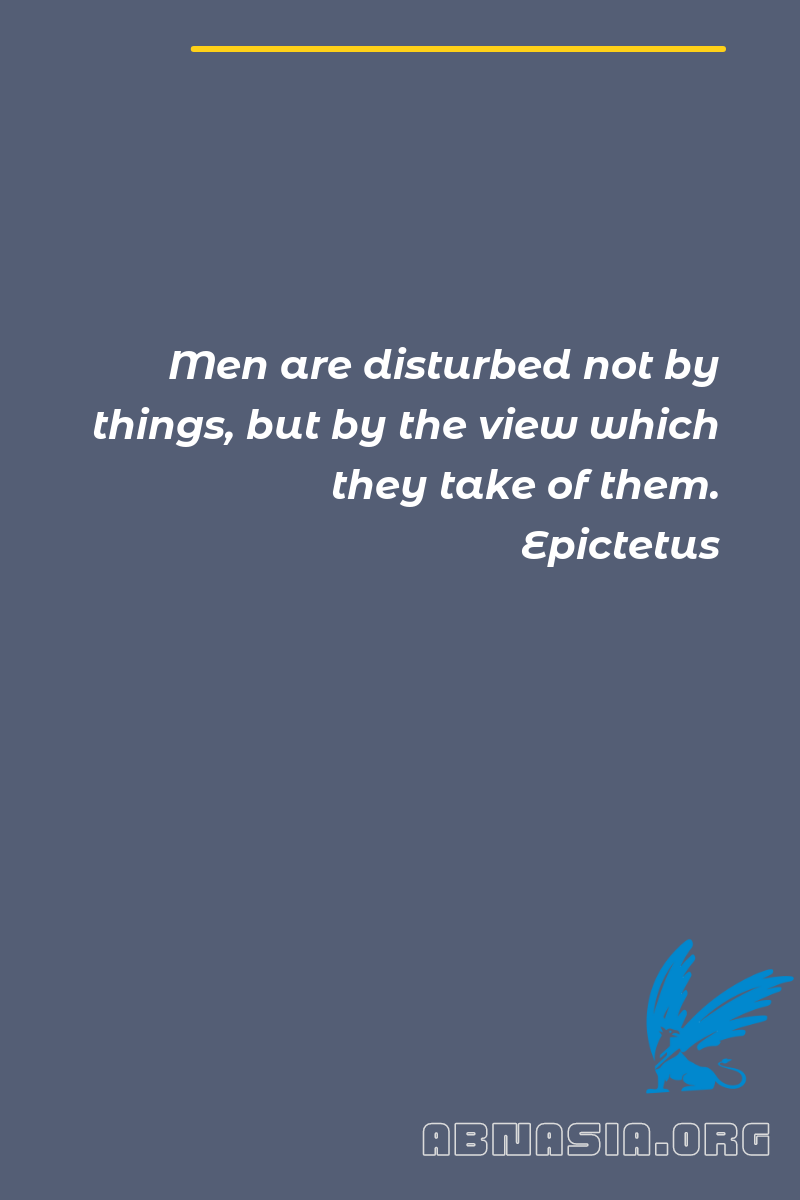 Men are disturbed not by
things, but by the view which
they take of them.
Epictetus
ABNASIA.ORG